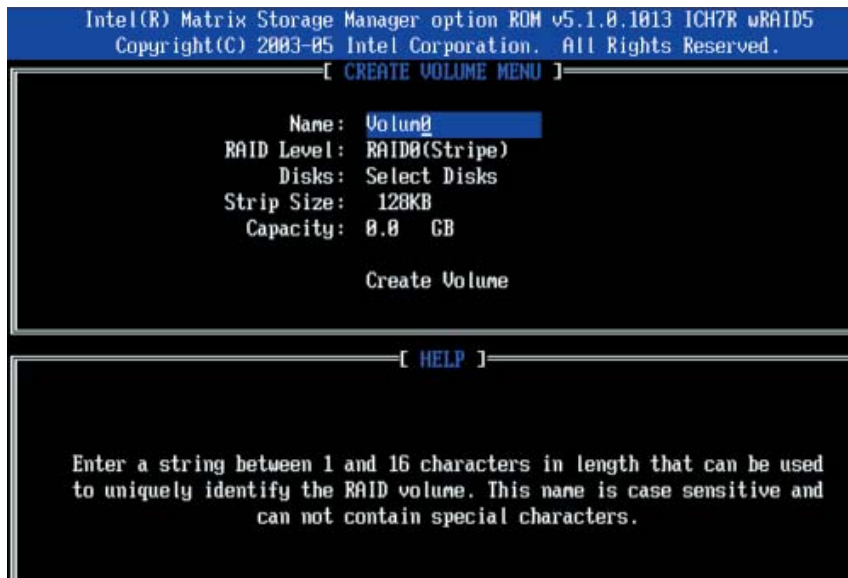 Intel(R) Matrix Storage Manager option ROM v5.1.0.1013 ICH7R wRAID5
Copyright(C) 2003-05 Intel Corporation. All Rights Reserved.
[ CREATE VOLUME MENU ]
Name: Volum0
RAID Level: RAID0(Stripe)
Disks: Select Disks
Strip Size: 128KB
Capacity: 0.0 GB
Create Volume
[ HELP ]
Enter a string between 1 and 16 characters in length that can be used
to uniquely identify the RAID volume. This name is case sensitive and
can not contain special characters.